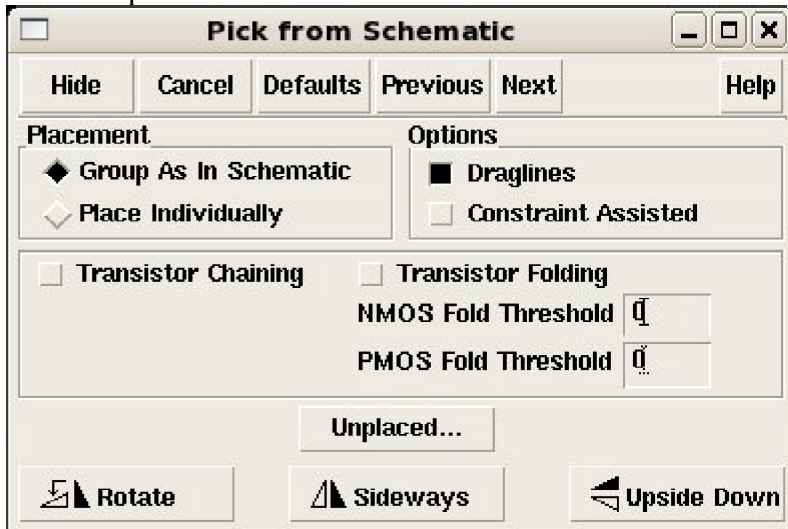 Pick from Schematic
Hide Cancel Defaults Previous Next Help
Placement Options
Group As In Schematic Draglines
Place Individually Constraint Assisted
Transistor Chaining Transistor Folding
NMOS Fold Threshold 0
PMOS Fold Threshold 0
Unplaced...
Rotate Sideways Upside Down